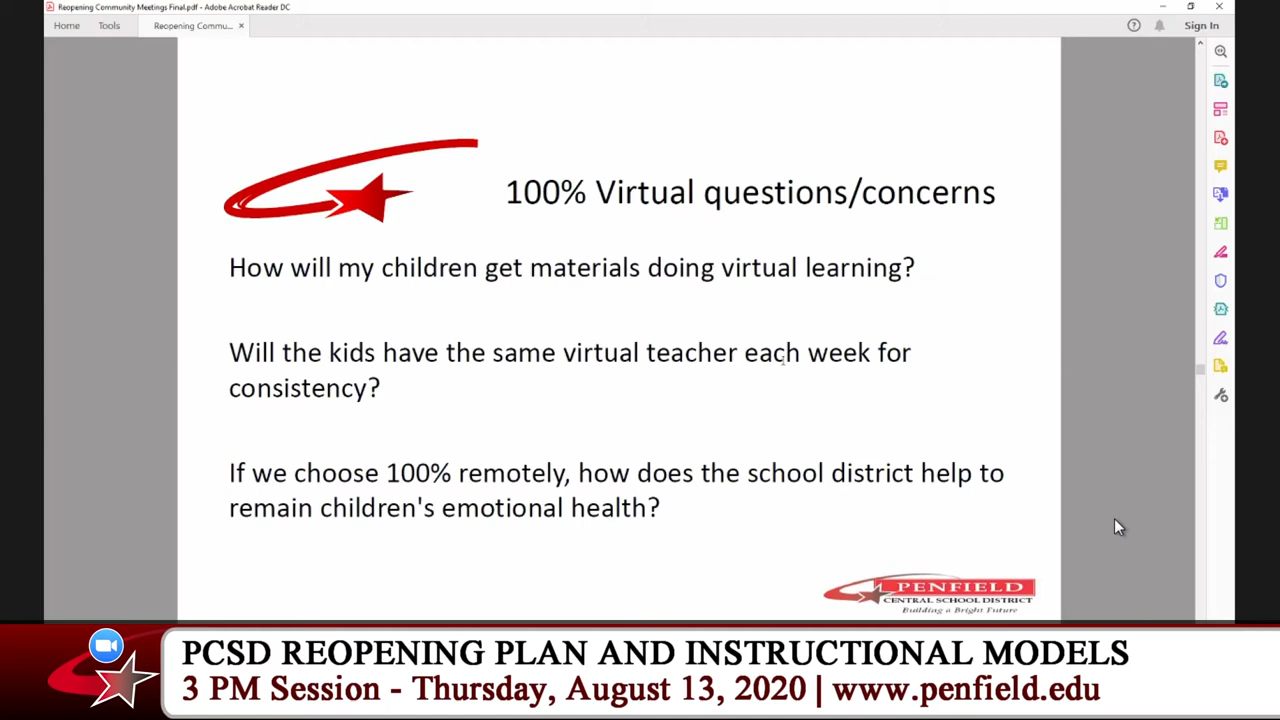 Reopening Community Meetings Final.pdf - Adobe Acrobat Reader DC
Home Tools Reopening Commu... × Sign In
100% Virtual questions/concerns
How will my children get materials doing virtual learning?
Will the kids have the same virtual teacher each week for
consistency?
If we choose 100% remotely, how does the school district help to
remain children's emotional health?
PENFIELD
CENTRAL SCHOOL DISTRICT
Building a Bright Future
PCSD REOPENING PLAN AND INSTRUCTIONAL MODELS
3 PM Session - Thursday, August 13, 2020 | www.penfield.edu